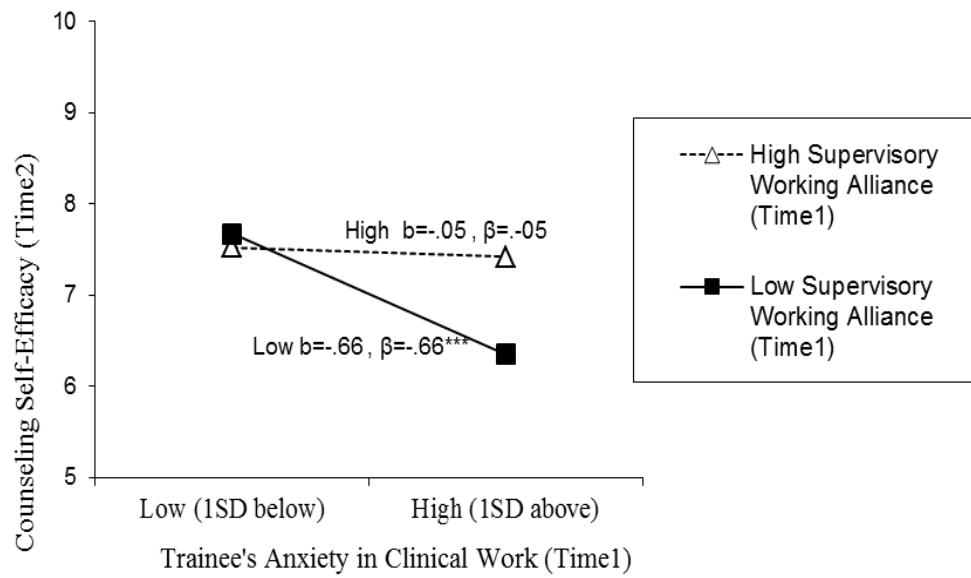 10
9
8
7
6
5
Counseling Self-Efficacy (Time2)
High b=-.05 , β=.-05
Low b=-.66 , β=-.66***
Low (1SD below)
High (1SD above)
Trainee's Anxiety in Clinical Work (Time1)
High Supervisory
Working Alliance
(Time1)
Low Supervisory
Working Alliance
(Time1)